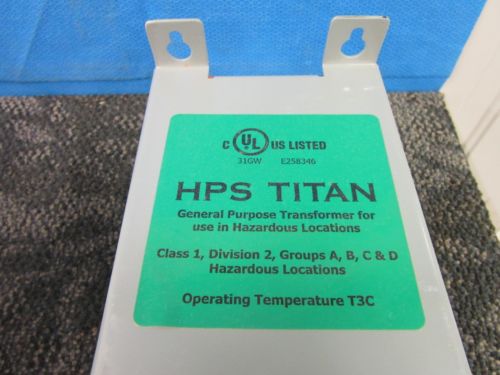 C UL US LISTED
31GW E258346
HPS TITAN
General Purpose Transformer for
use in Hazardous Locations
Class 1, Division 2, Groups A, B, C & D
Hazardous Locations
Operating Temperature T3C